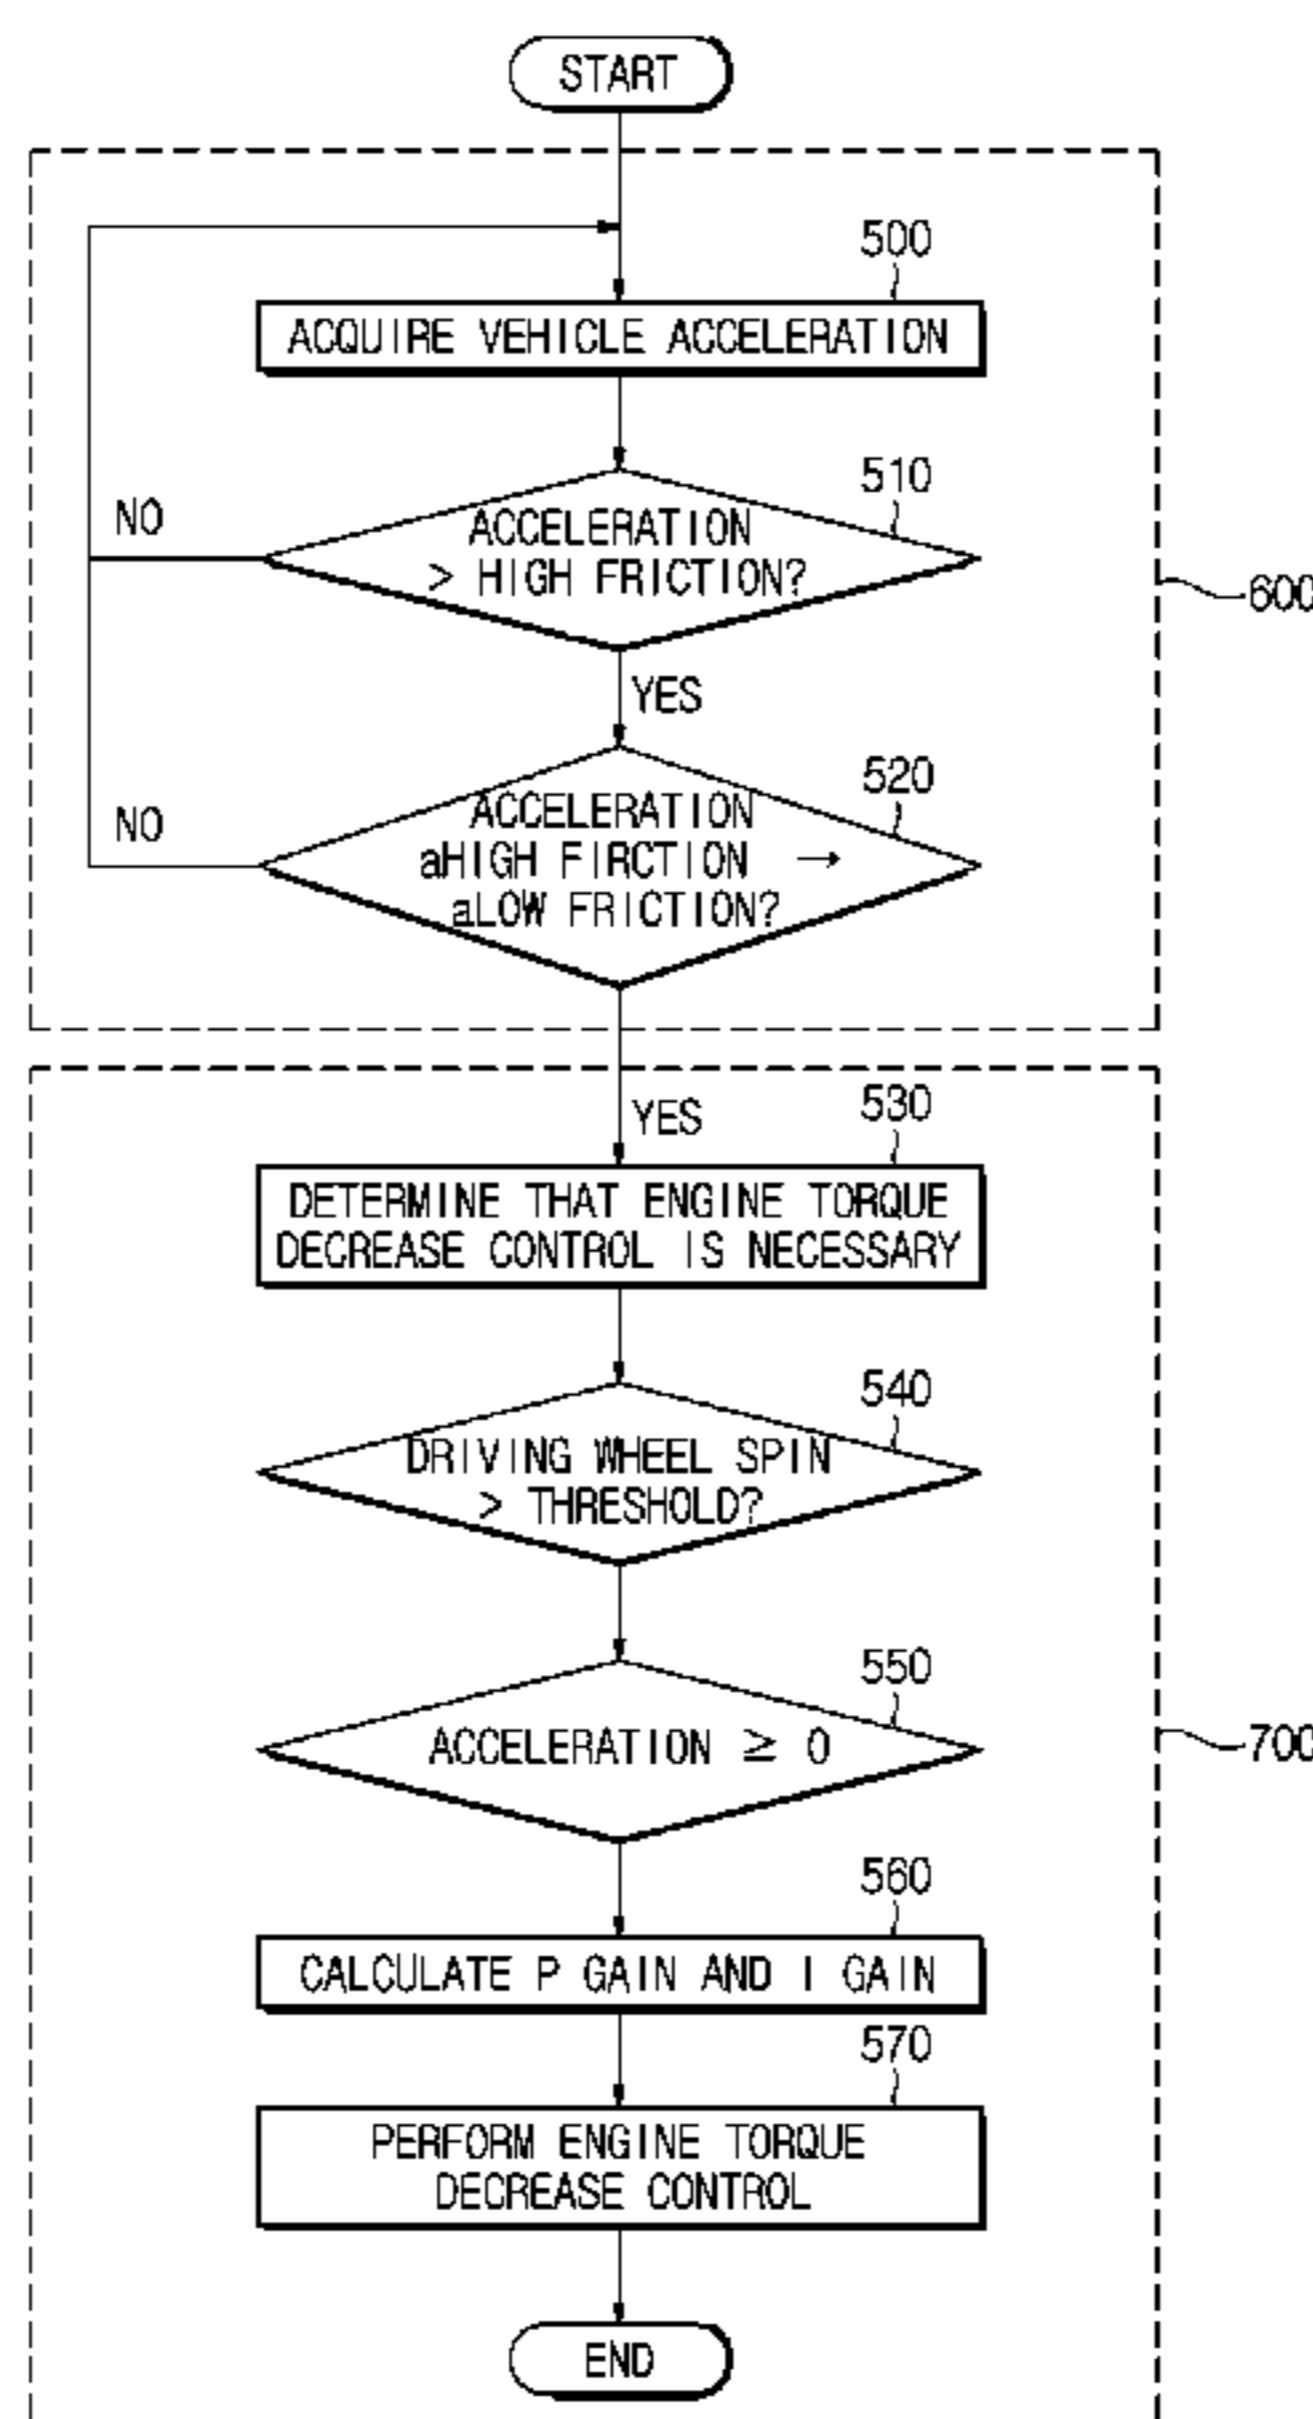 START
500
ACQUIRE VEHICLE ACCELERATION
510
NO
ACCELERATION
> HIGH FRICTION?
600
YES
520
NO
ACCELERATION
aHIGH FIRCTION →
aLOW FRICTION?
530
YES
DETERMINE THAT ENGINE TORQUE
DECREASE CONTROL IS NECESSARY
540
DRIVING WHEEL SPIN
> THRESHOLD?
550
ACCELERATION ≥ 0
700
560
CALCULATE P GAIN AND I GAIN
570
PERFORM ENGINE TORQUE
DECREASE CONTROL
END